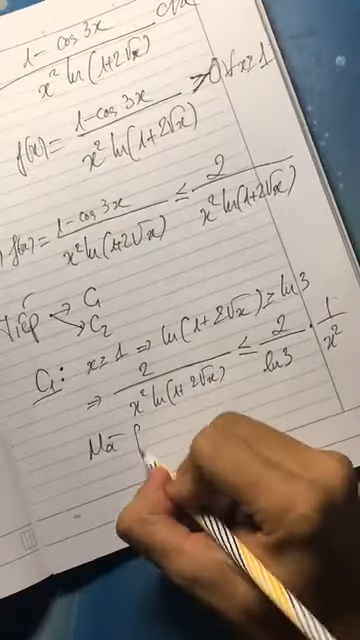 1 - cos 3x / x² ln(1+2√x) dx
f(x) = 1 - cos 3x / x² ln(1+2√x) > 0 ∀x ≥ 1
f(x) = 1 - cos 3x / x² ln(1+2√x) ≤ 2 / x² ln(1+2√x)
Tiếp → C1
→ C2
C1: x ≥ 1 ⇒ ln(1+2√x) ≥ ln 3
⇒ 2 / x² ln(1+2√x) ≤ 2 / ln 3 . 1 / x²
Mà ∫